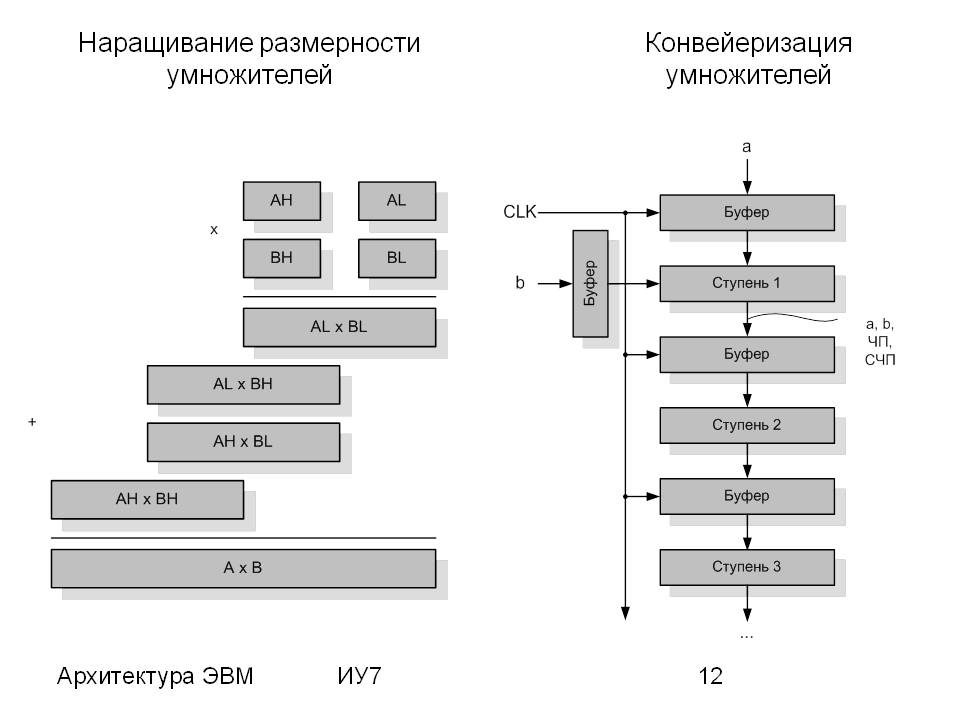 Наращивание размерности
умножителей
AH
AL
x
BH
BL
AL x BL
AL x BH
+
AH x BL
AH x BH
A x B
Конвейеризация
умножителей
a
CLK
Буфер
b
Буфер
Ступень 1
a, b,
ЧП,
СЧП
Буфер
Ступень 2
Буфер
Ступень 3
...
Архитектура ЭВМ
ИУ7
12